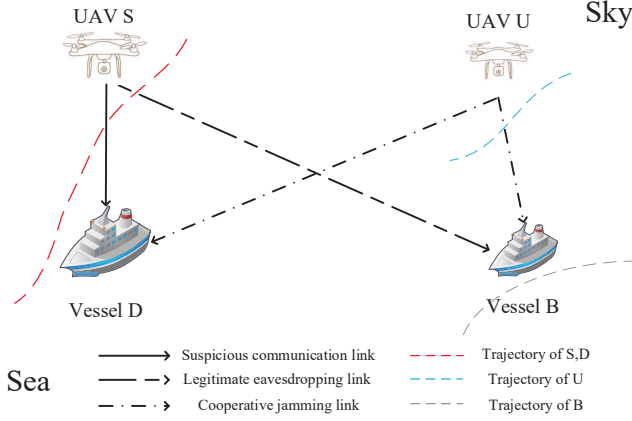 UAV S
UAV U
Sky
Vessel D
Vessel B
Sea
Suspicious communication link
Trajectory of S,D
Legitimate eavesdropping link
Trajectory of U
Cooperative jamming link
Trajectory of B